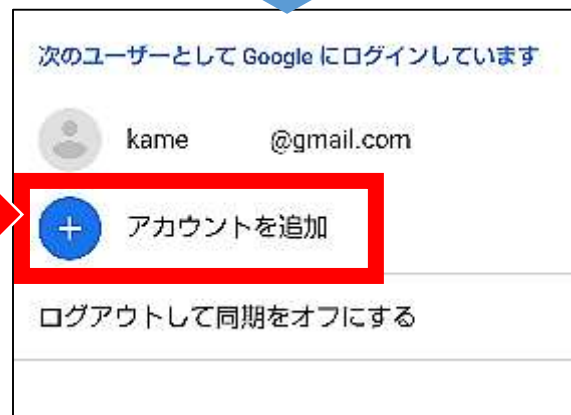 次のユーザーとして Google にログインしています
kame @gmail.com
アカウントを追加
ログアウトして同期をオフにする